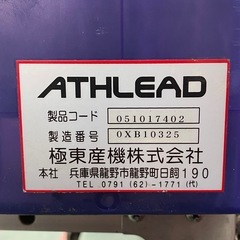 ATHLEAD
製品コード 051017402
製造番号 0XB10325
極東産機株式会社
本社 兵庫県龍野市龍野町日飼190
TEL 0791 (62)-1771(代)